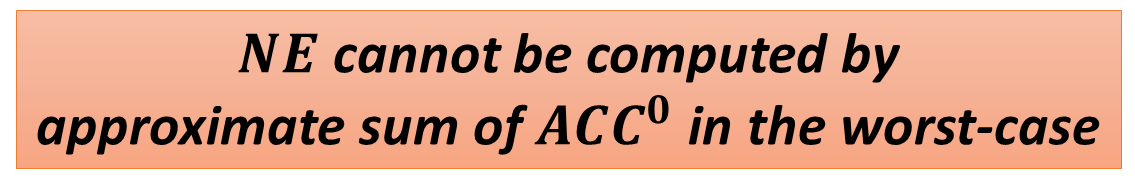 NE cannot be computed by
approximate sum of ACC⁰ in the worst-case